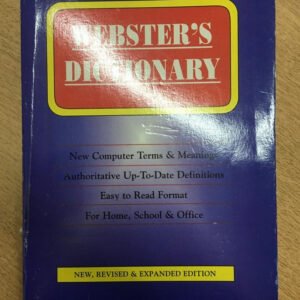 WEBSTER'S
DICTIONARY
New Computer Terms & Meanings
Authoritative Up-To-Date Definitions
Easy to Read Format
For Home, School & Office
NEW, REVISED & EXPANDED EDITION